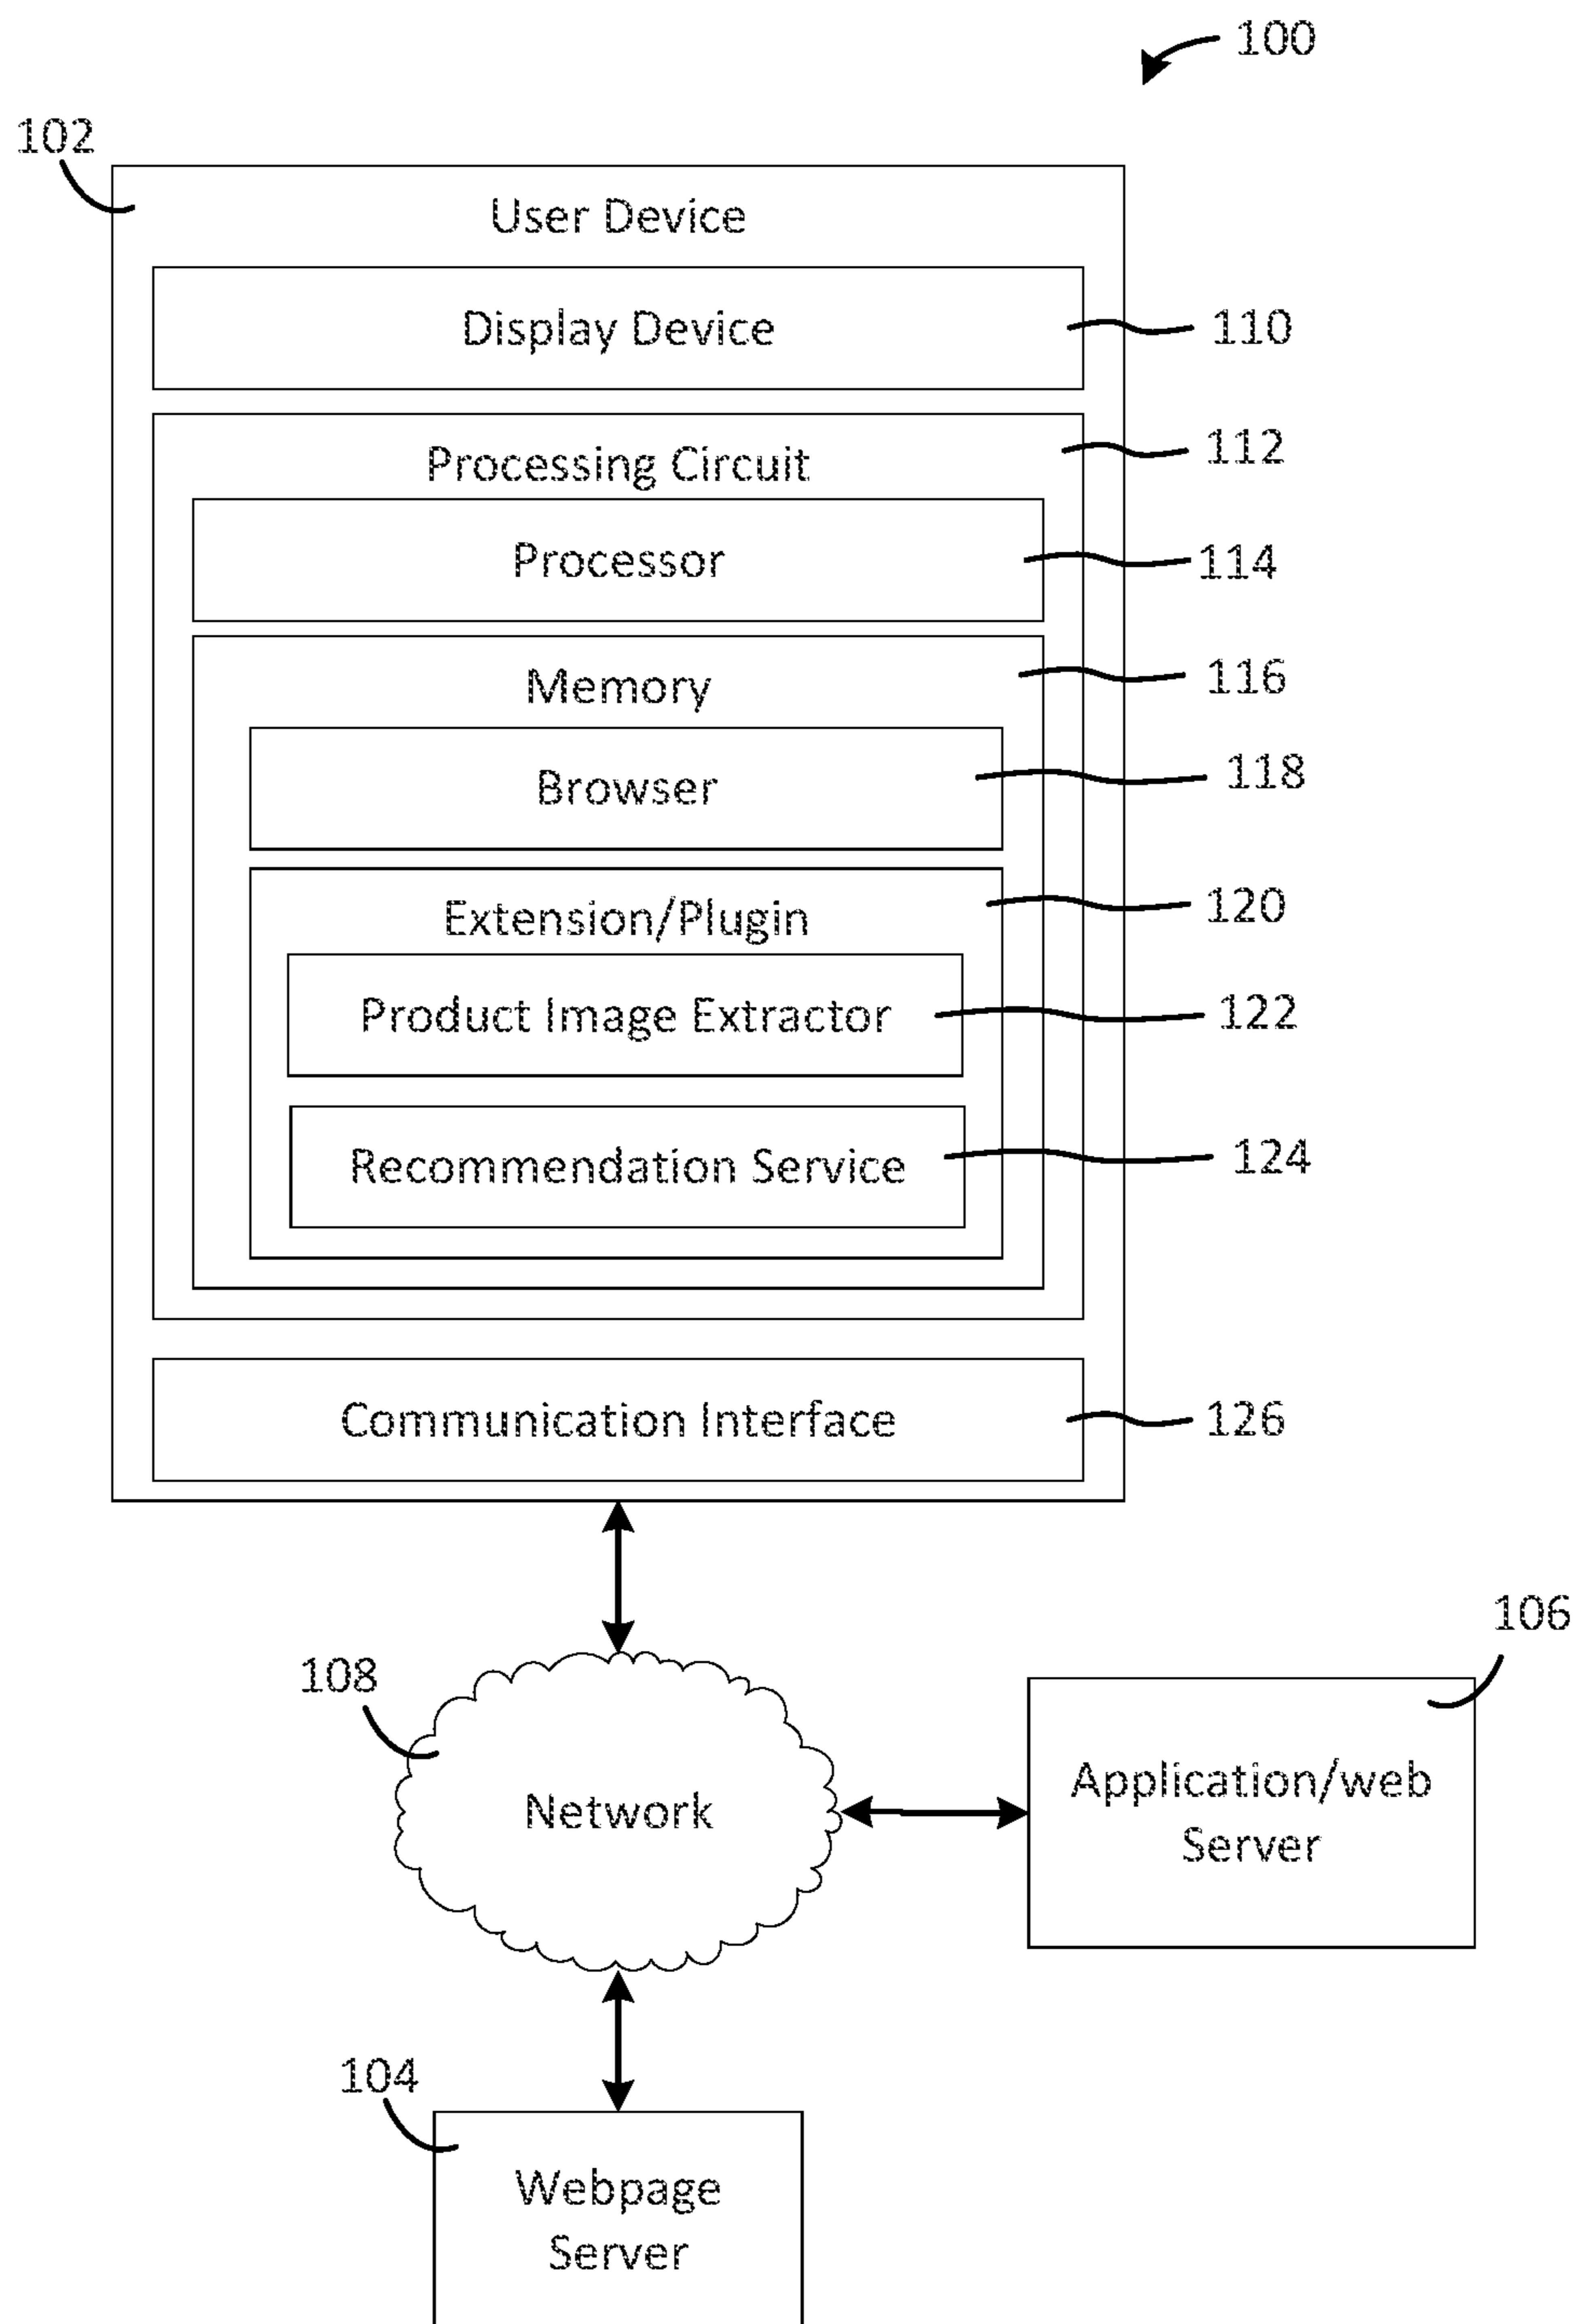 100
102
User Device
Display Device
110
Processing Circuit
112
Processor
114
Memory
116
Browser
118
Extension/Plugin
120
Product Image Extractor
122
Recommendation Service
124
Communication Interface
126
106
108
Network
Application/web
Server
104
Webpage
Server